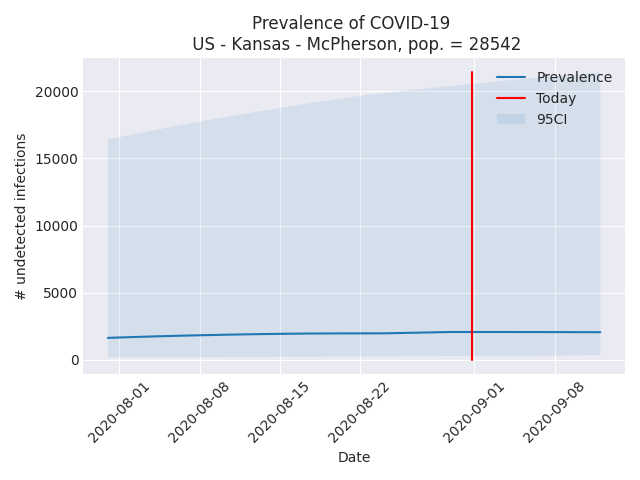 Prevalence of COVID-19
US - Kansas - McPherson, pop. = 28542
Prevalence
Today
95CI
# undetected infections
20000
15000
10000
5000
0
2020-08-01
2020-08-08
2020-08-15
2020-08-22
2020-09-01
2020-09-08
Date